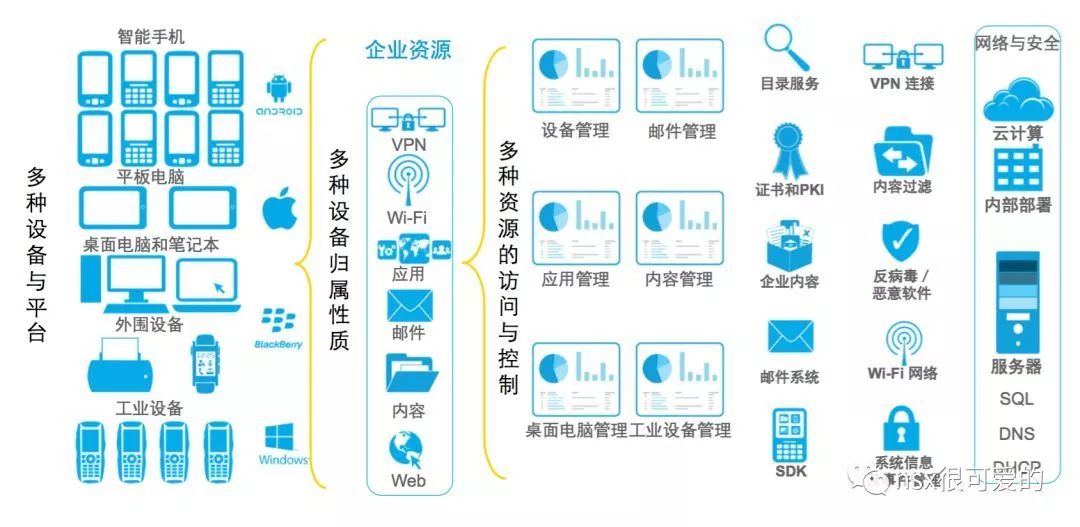 多种设备与平台
智能手机
平板电脑
桌面电脑和笔记本
外围设备
工业设备
ANDROID
BlackBerry
Windows
多种设备归属性质
企业资源
VPN
Wi-Fi
应用
邮件
内容
Web
多种资源的访问与控制
设备管理
邮件管理
应用管理
内容管理
桌面电脑管理
工业设备管理
目录服务
VPN 连接
证书和PKI
内容过滤
企业内容
反病毒 /
恶意软件
邮件系统
Wi-Fi 网络
SDK
系统信息
事件管理
网络与安全
云计算
内部部署
服务器
SQL
DNS
DHCP
nsx很可爱的